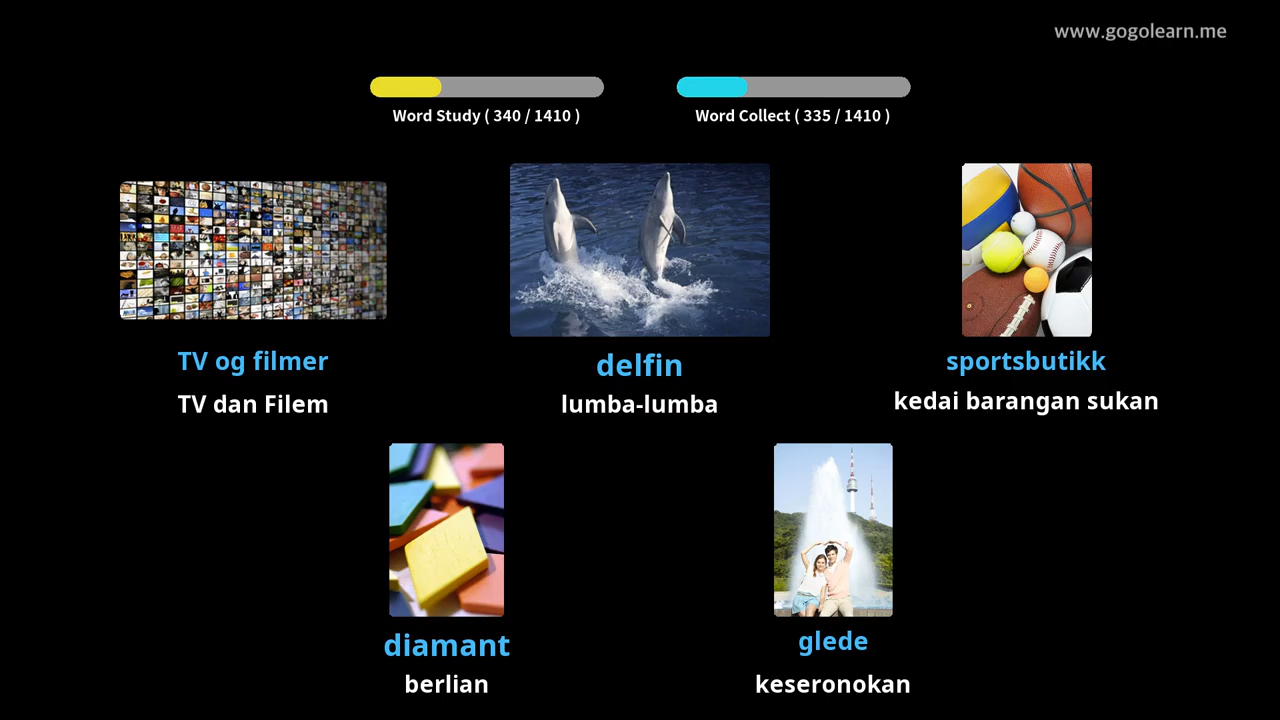 www.gogolearn.me
Word Study ( 340 / 1410 )
Word Collect ( 335 / 1410 )
TV og filmer
TV dan Filem
delfin
lumba-lumba
sportsbutikk
kedai barangan sukan
diamant
berlian
glede
keseronokan